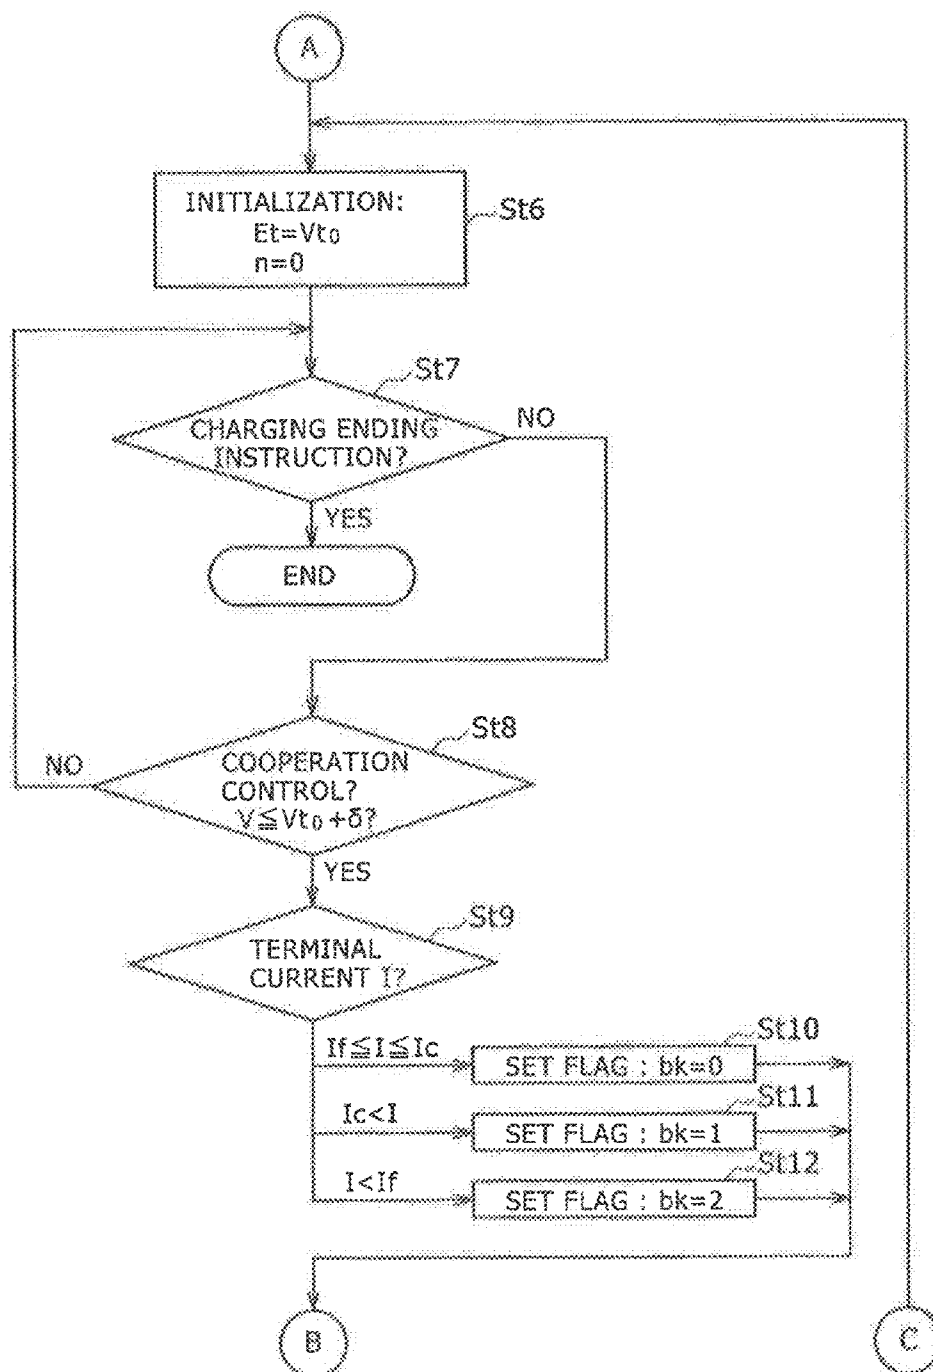 A
INITIALIZATION:
Et=Vt0
n=0
St6
St7
CHARGING ENDING
INSTRUCTION?
NO
YES
END
St8
COOPERATION
CONTROL?
V≦Vt0+δ?
NO
YES
St9
TERMINAL
CURRENT I?
If≦I≦Ic
St10
SET FLAG : bk=0
Ic<I
St11
SET FLAG : bk=1
I<If
St12
SET FLAG : bk=2
B
C